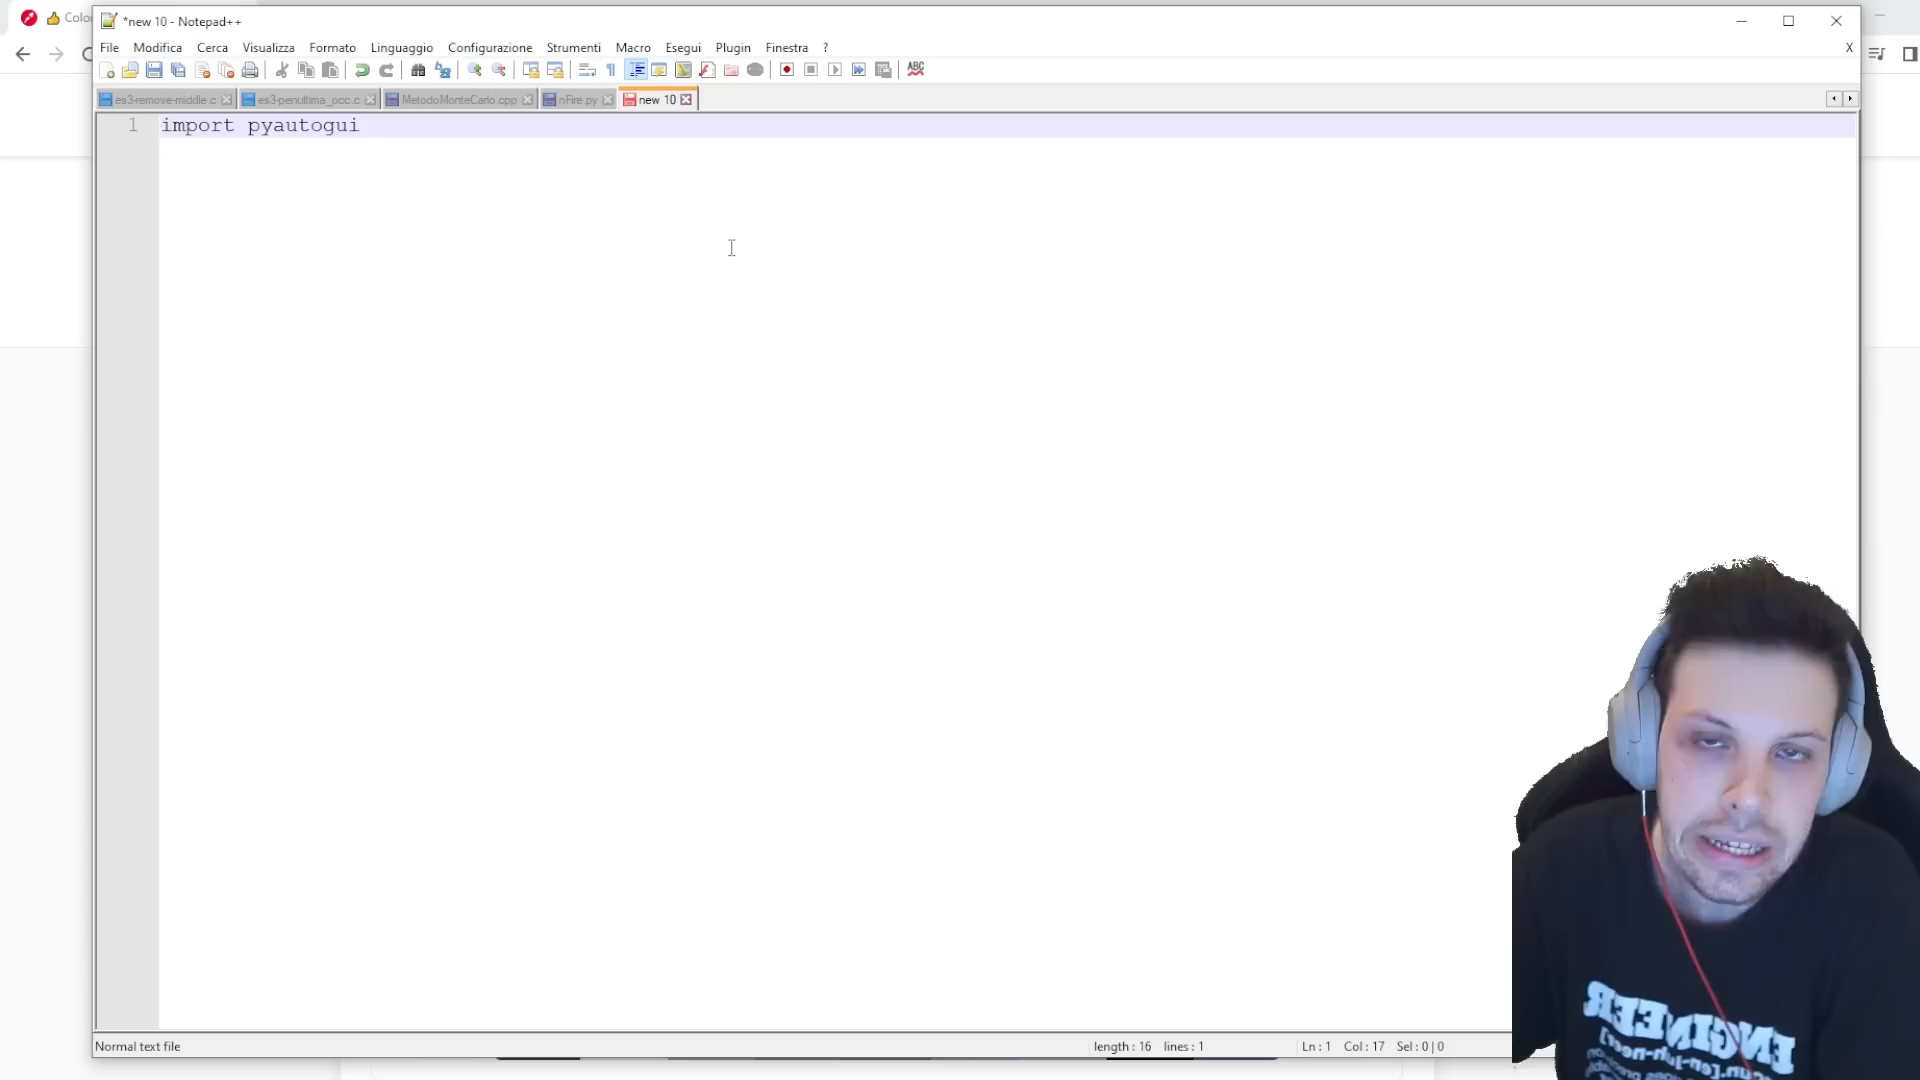 Colo
*new 10 - Notepad++
File Modifica Cerca Visualizza Formato Linguaggio Configurazione Strumenti Macro Esegui Plugin Finestra ? X
ABC
es3-remove-middle.c es3-penultima_occ.c MetodoMonteCarlo.cpp nFire.py new 10
1 import pyautogui
Normal text file length : 16 lines : 1 Ln : 1 Col : 17 Sel : 0 | 0
ENGINEER